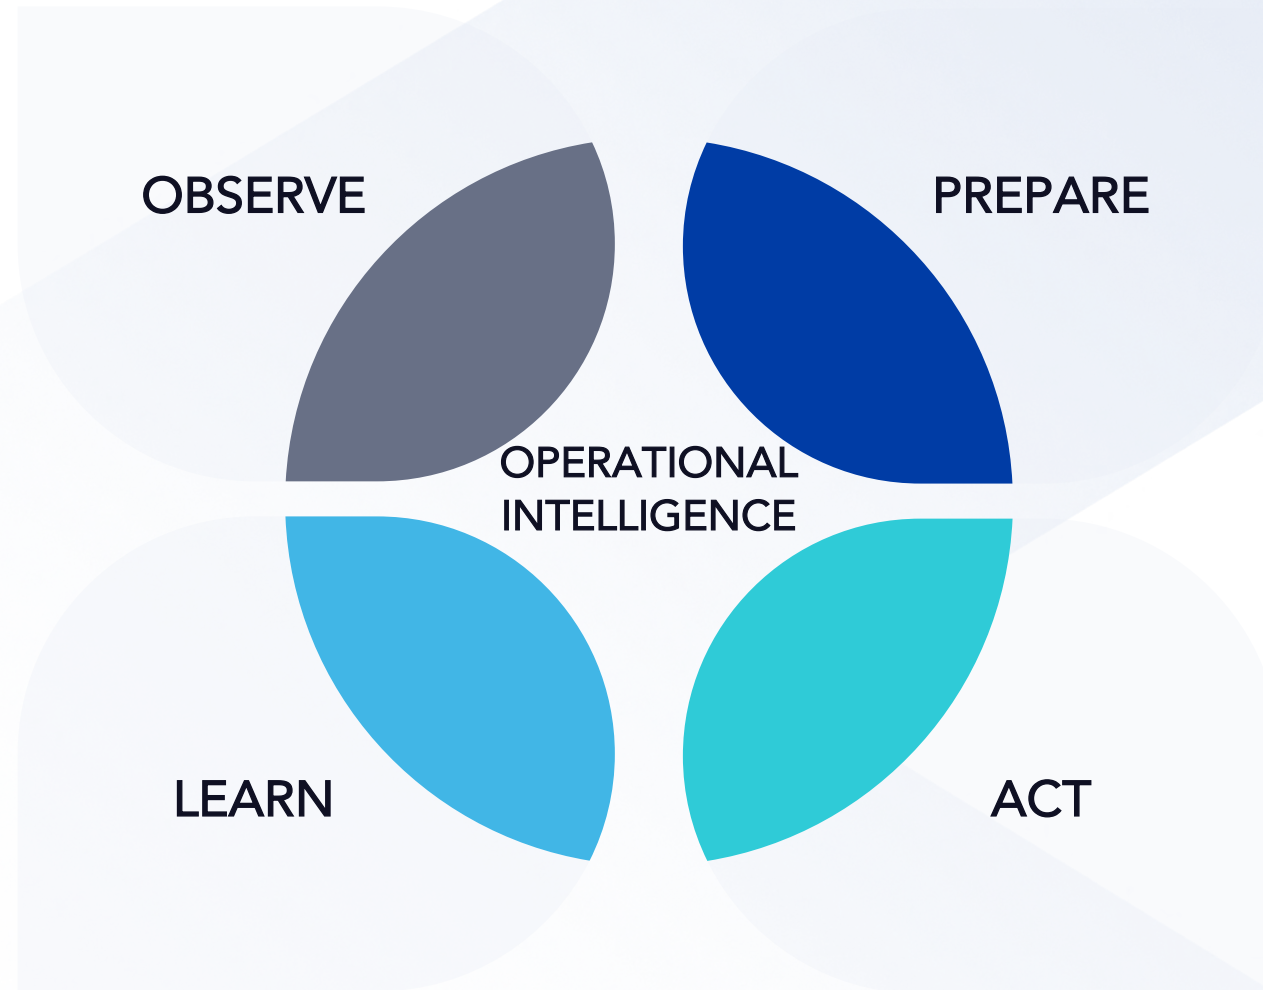 OBSERVE
PREPARE
OPERATIONAL
INTELLIGENCE
LEARN
ACT